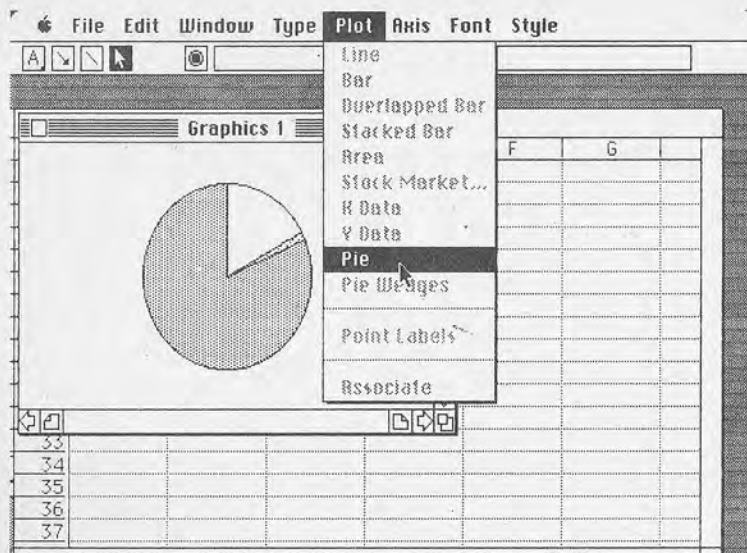 File Edit Window Type Plot Axis Font Style
A
Line
Bar
Overlapped Bar
Stacked Bar
Area
Stock Market...
X Data
Y Data
Pie
Pie Wedges
Point Labels
Associate
Graphics 1
F G
33
34
35
36
37